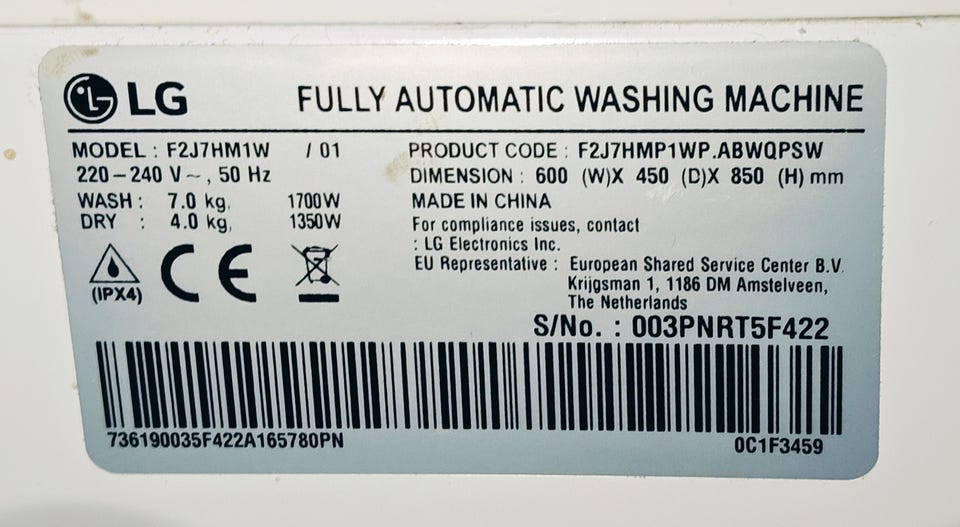 LG FULLY AUTOMATIC WASHING MACHINE
MODEL : F2J7HM1W / 01
220-240 V ~, 50 Hz
WASH : 7.0 kg, 1700W
DRY : 4.0 kg, 1350W
(IPX4)
CE
PRODUCT CODE : F2J7HMP1WP.ABWQPSW
DIMENSION : 600 (W)X 450 (D)X 850 (H) mm
MADE IN CHINA
For compliance issues, contact
: LG Electronics Inc.
EU Representative : European Shared Service Center B.V.
Krijgsman 1, 1186 DM Amstelveen,
The Netherlands
S/No. : 003PNRT5F422
736190035F422A165780PN
0C1F3459